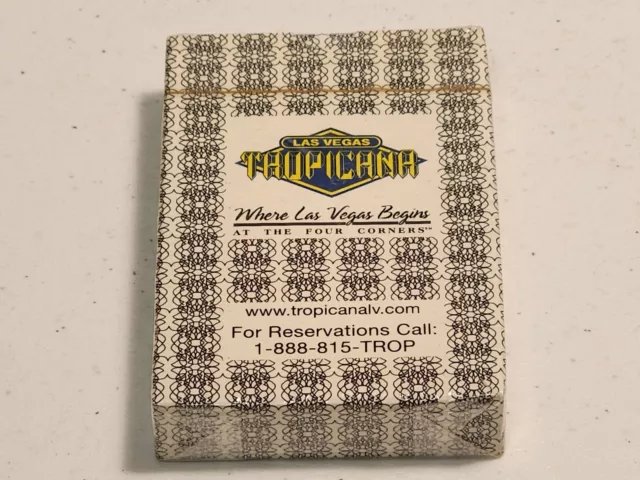 LAS VEGAS
TROPICANA
Where Las Vegas Begins
AT THE FOUR CORNERS℠
www.tropicanalv.com
For Reservations Call:
1-888-815-TROP